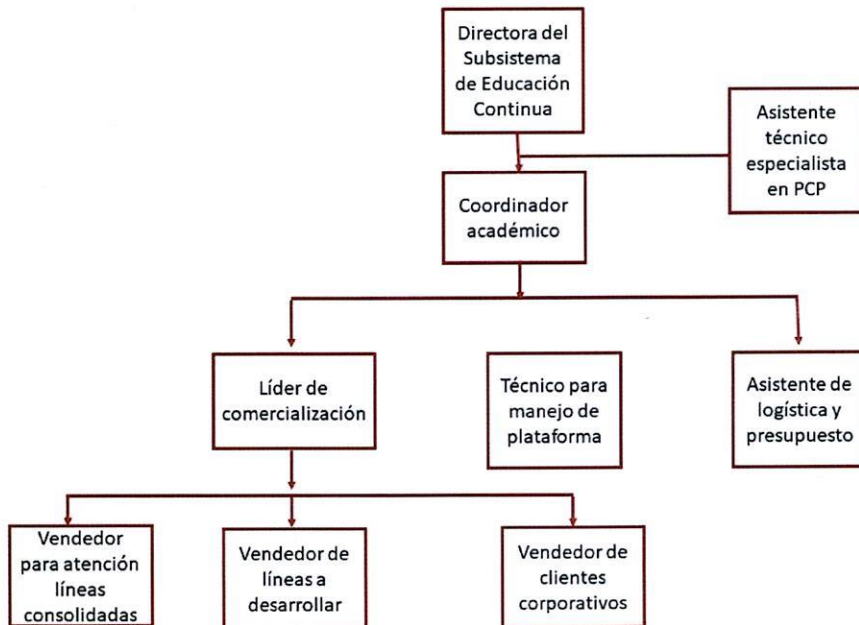 Directora del
Subsistema
de Educación
Continua
Asistente
técnico
especialista
en PCP
Coordinador
académico
Líder de
comercialización
Técnico para
manejo de
plataforma
Asistente de
logística y
presupuesto
Vendedor
para atención
líneas
consolidadas
Vendedor de
líneas a
desarrollar
Vendedor de
clientes
corporativos